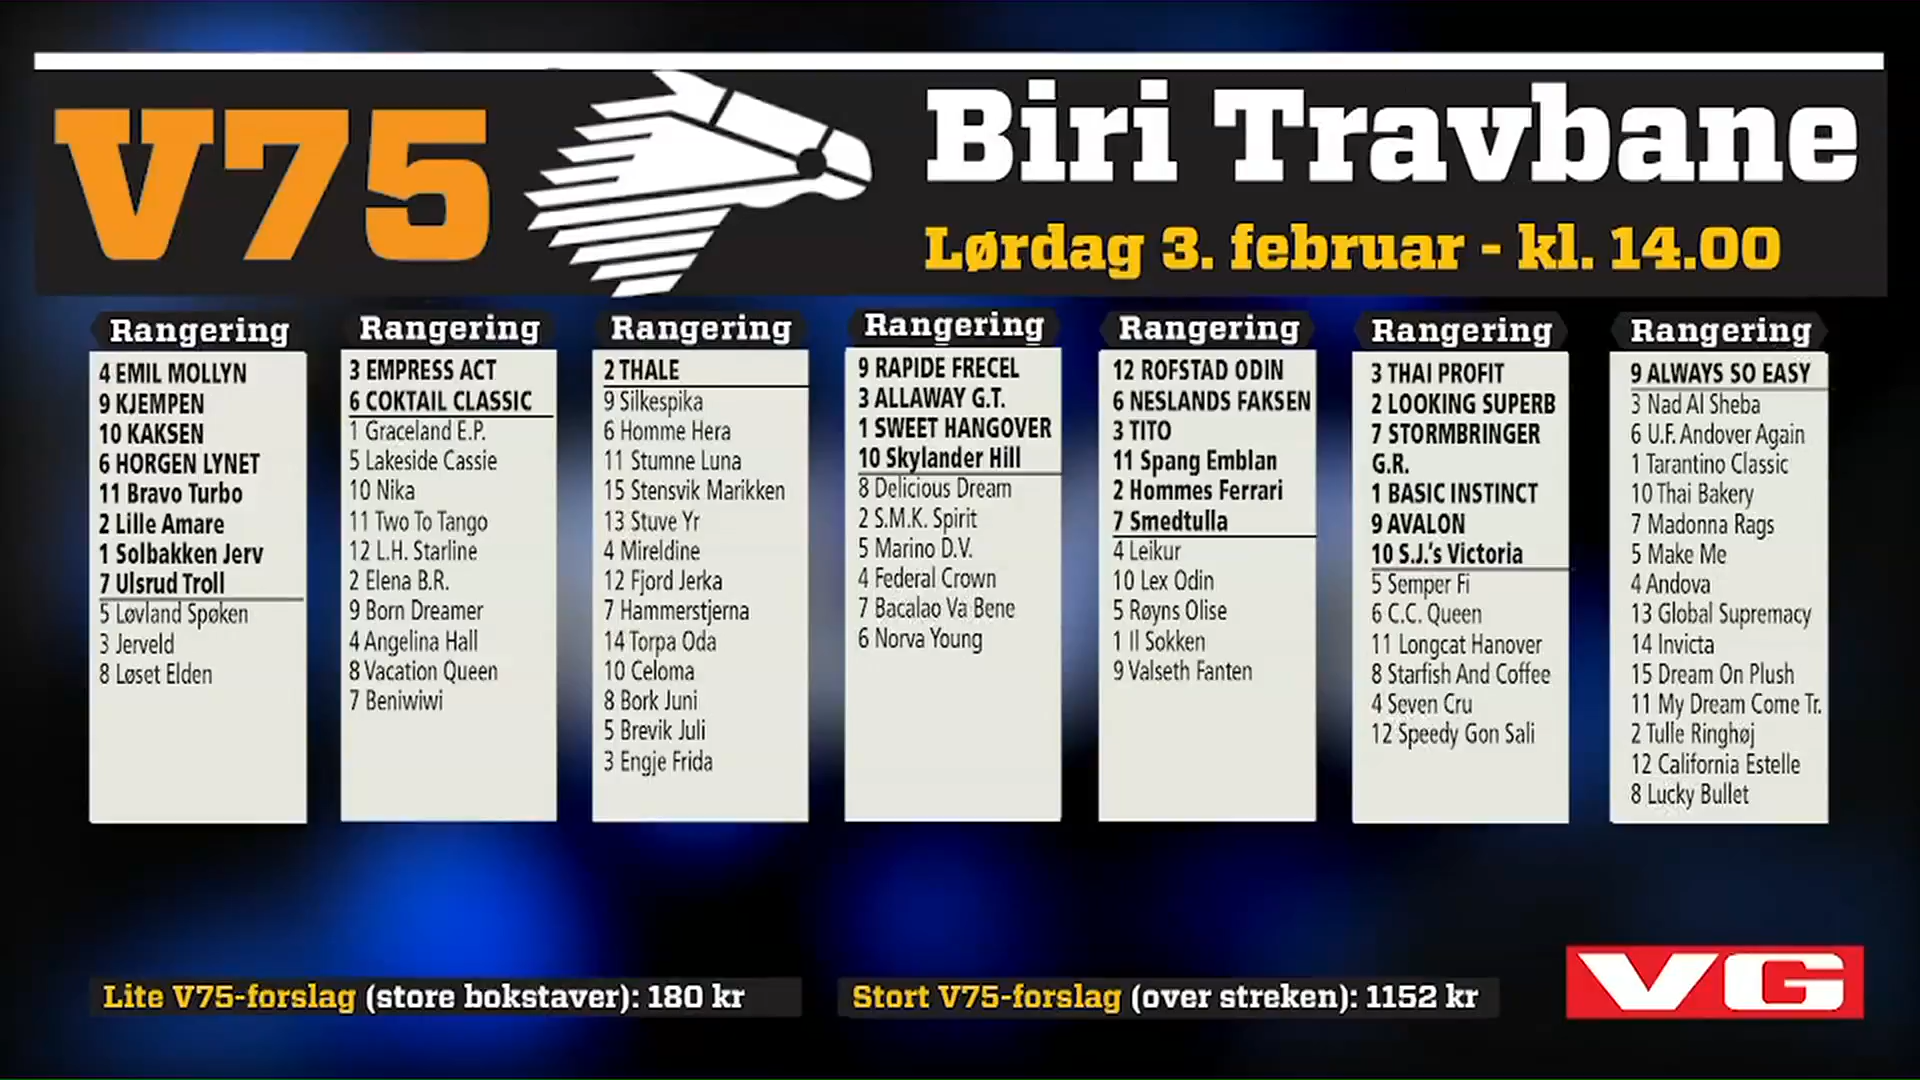 V75
Biri Travbane
Lørdag 3. februar - kl. 14.00
Rangering
4 EMIL MOLLYN
9 KJEMPEN
10 KAKSEN
6 HORGEN LYNET
11 Bravo Turbo
2 Lille Amare
1 Solbakken Jerv
7 Ulsrud Troll
5 Løvland Spøken
3 Jerveld
8 Løset Elden
Rangering
3 EMPRESS ACT
6 COKTAIL CLASSIC
1 Graceland E.P.
5 Lakeside Cassie
10 Nika
11 Two To Tango
12 L.H. Starline
2 Elena B.R.
9 Born Dreamer
4 Angelina Hall
8 Vacation Queen
7 Beniwiwi
Rangering
2 THALE
9 Silkespika
6 Homme Hera
11 Stumne Luna
15 Stensvik Marikken
13 Stuve Yr
4 Mireldine
12 Fjord Jerka
7 Hammerstjerna
14 Torpa Oda
10 Celoma
8 Bork Juni
5 Brevik Juli
3 Engje Frida
Rangering
9 RAPIDE FRECEL
3 ALLAWAY G.T.
1 SWEET HANGOVER
10 Skylander Hill
8 Delicious Dream
2 S.M.K. Spirit
5 Marino D.V.
4 Federal Crown
7 Bacalao Va Bene
6 Norva Young
Rangering
12 ROFSTAD ODIN
6 NESLANDS FAKSEN
3 TITO
11 Spang Emblan
2 Hommes Ferrari
7 Smedtulla
4 Leikur
10 Lex Odin
5 Røyns Olise
1 Il Sokken
9 Valseth Fanten
Rangering
3 THAI PROFIT
2 LOOKING SUPERB
7 STORMBRINGER
G.R.
1 BASIC INSTINCT
9 AVALON
10 S.J.'s Victoria
5 Semper Fi
6 C.C. Queen
11 Longcat Hanover
8 Starfish And Coffee
4 Seven Cru
12 Speedy Gon Sali
Rangering
9 ALWAYS SO EASY
3 Nad Al Sheba
6 U.F. Andover Again
1 Tarantino Classic
10 Thai Bakery
7 Madonna Rags
5 Make Me
4 Andova
13 Global Supremacy
14 Invicta
15 Dream On Plush
11 My Dream Come Tr.
2 Tulle Ringhøj
12 California Estelle
8 Lucky Bullet
Lite V75-forslag (store bokstaver): 180 kr
Stort V75-forslag (over streken): 1152 kr
VG